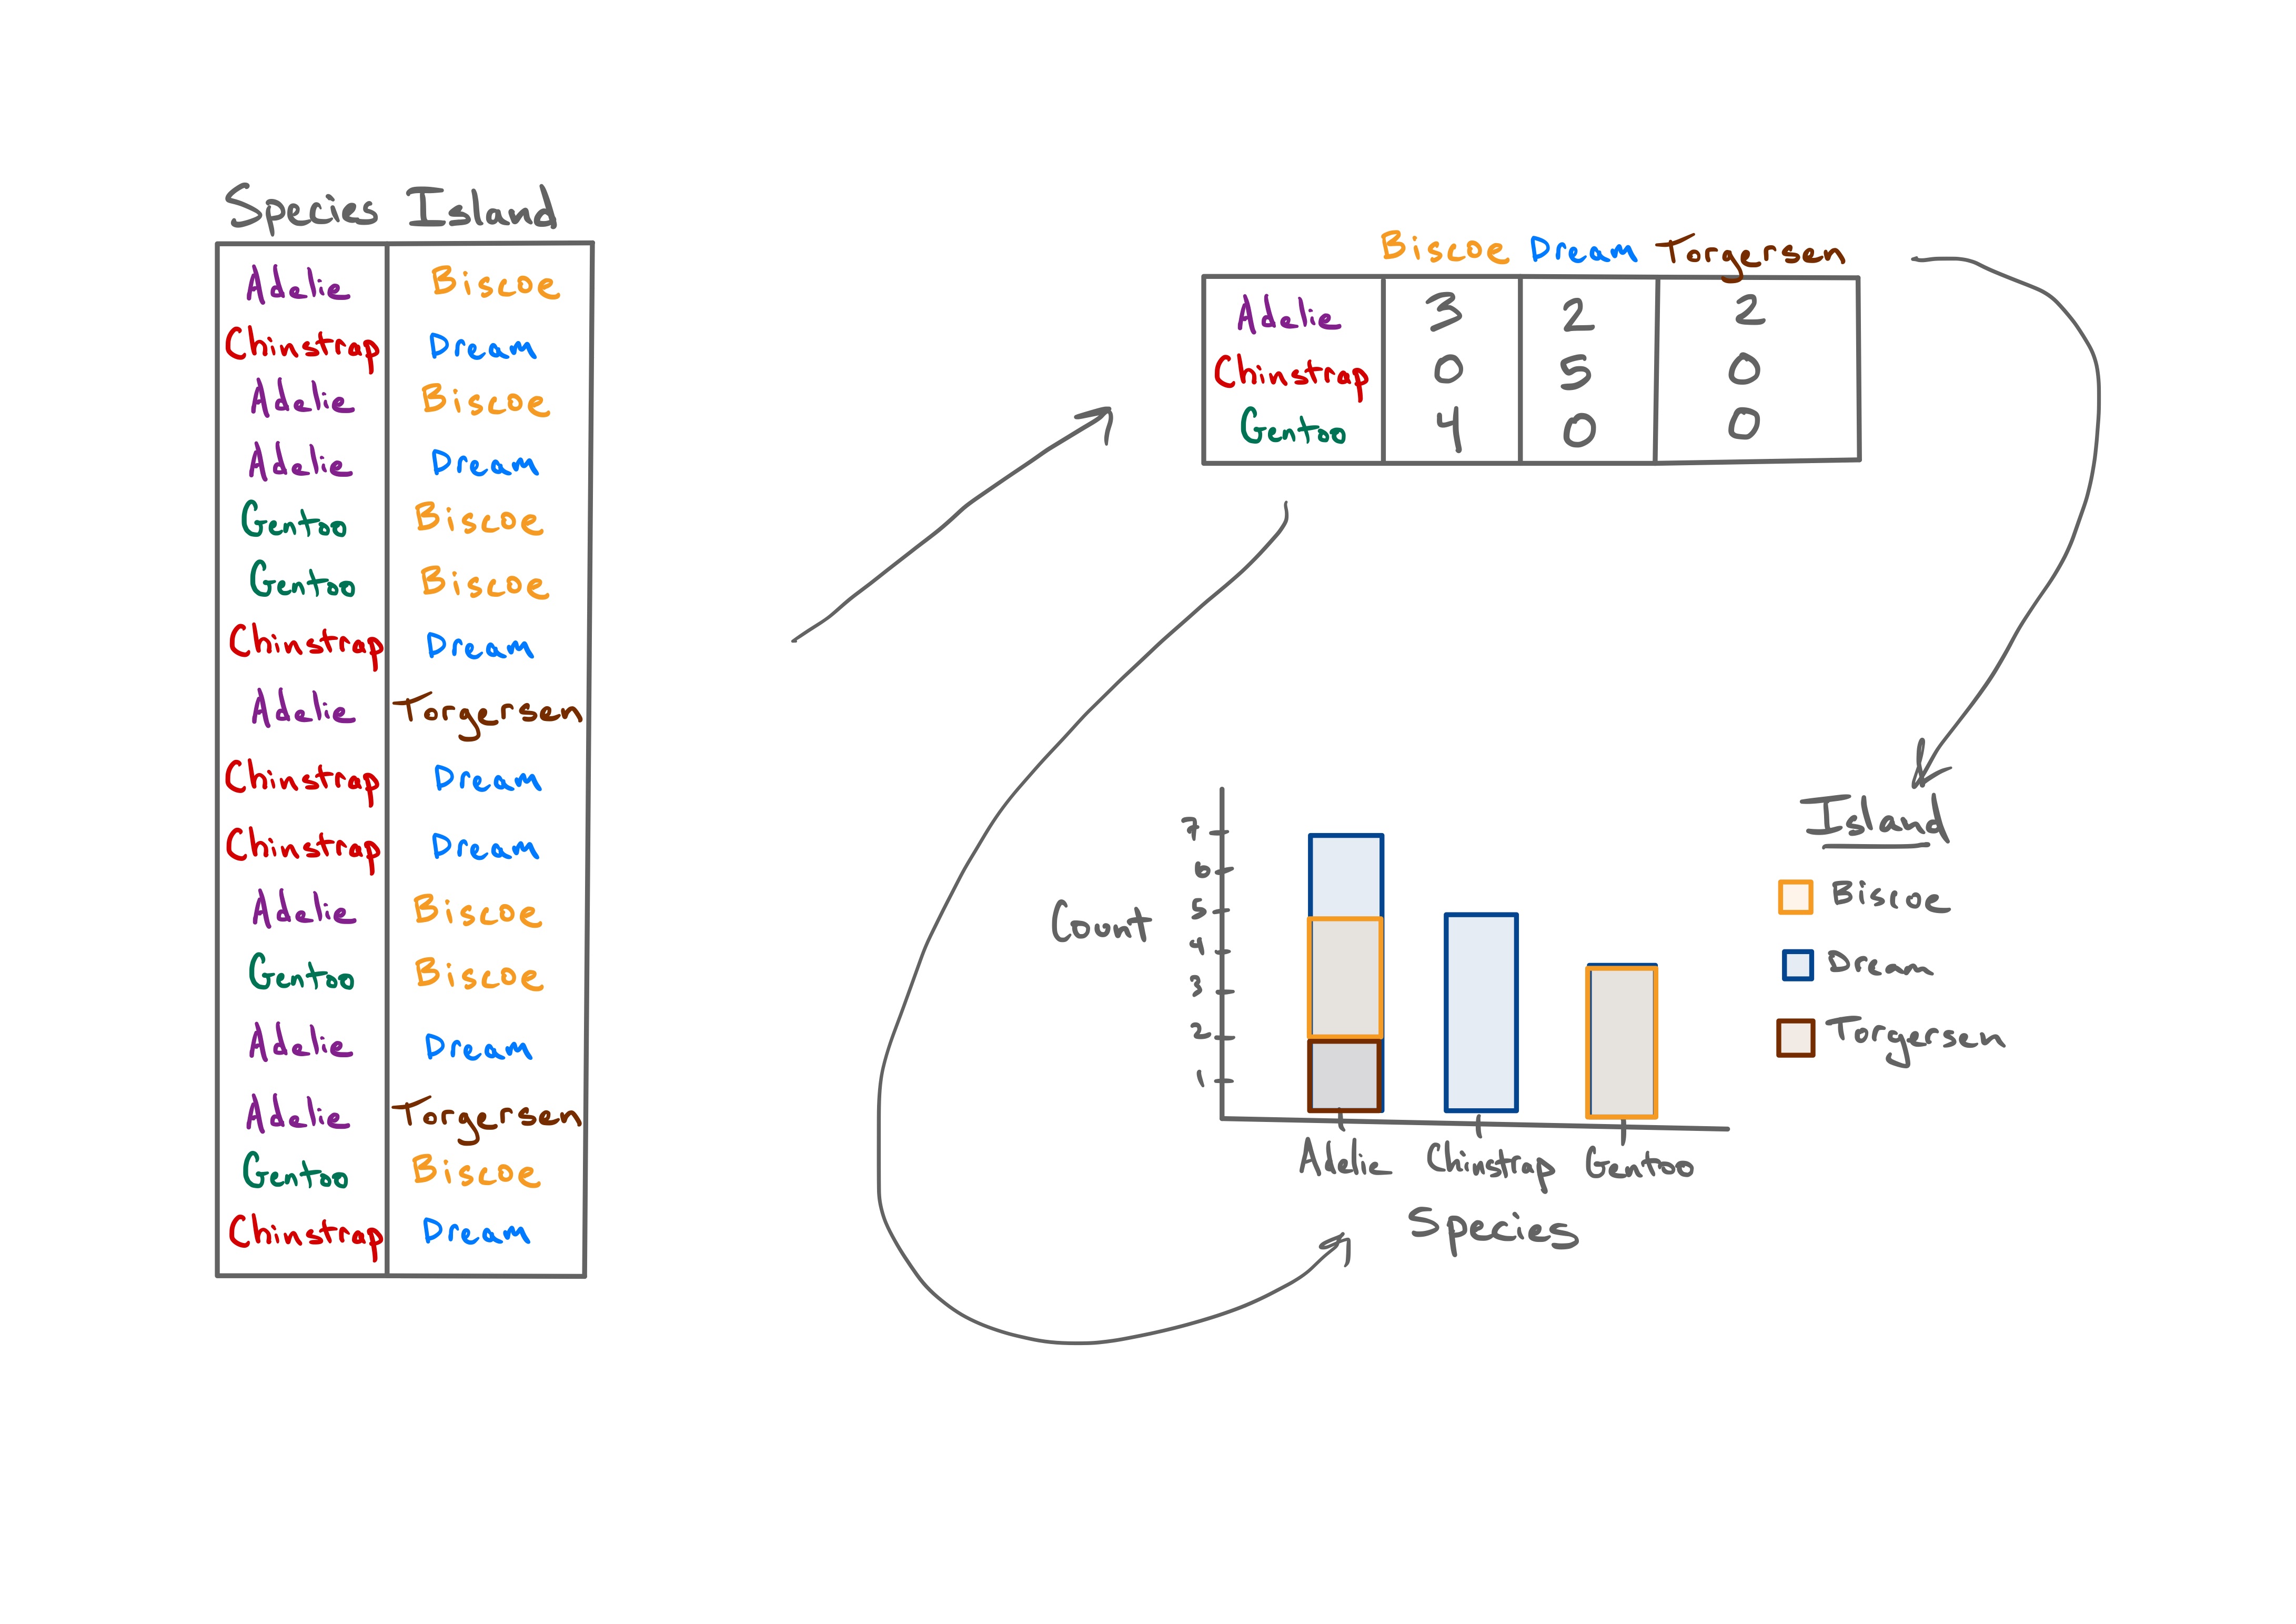 Species Island
Adelie Biscoe
Chinstrap Dream
Adelie Biscoe
Adelie Dream
Gentoo Biscoe
Gentoo Biscoe
Chinstrap Dream
Adelie Torgersen
Chinstrap Dream
Chinstrap Dream
Adelie Biscoe
Gentoo Biscoe
Adelie Dream
Adelie Torgersen
Gentoo Biscoe
Chinstrap Dream
Biscoe Dream Torgersen
Adelie 3 2 2
Chinstrap 0 5 0
Gentoo 4 0 0
Count
7
6
5
4
3
2
1
Adelie Chinstrap Gentoo
Species
Island
Biscoe
Dream
Torgersen